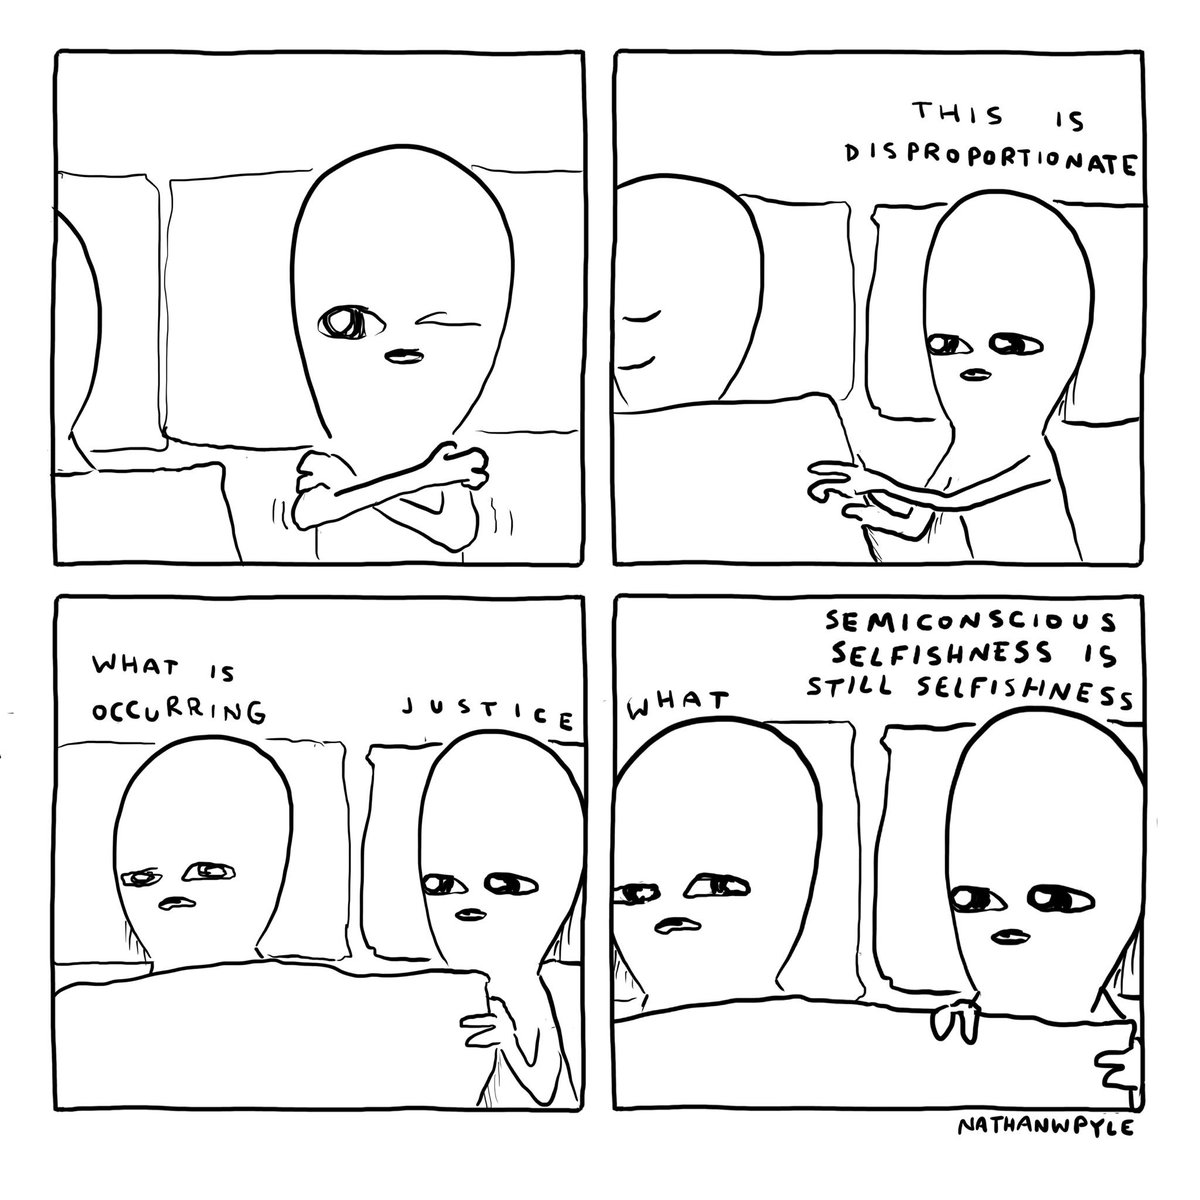 THIS IS
DISPROPORTIONATE
WHAT IS
OCCURRING
JUSTICE
WHAT
SEMICONSCIOUS
SELFISHNESS IS
STILL SELFISHNESS
NATHANWPYLE